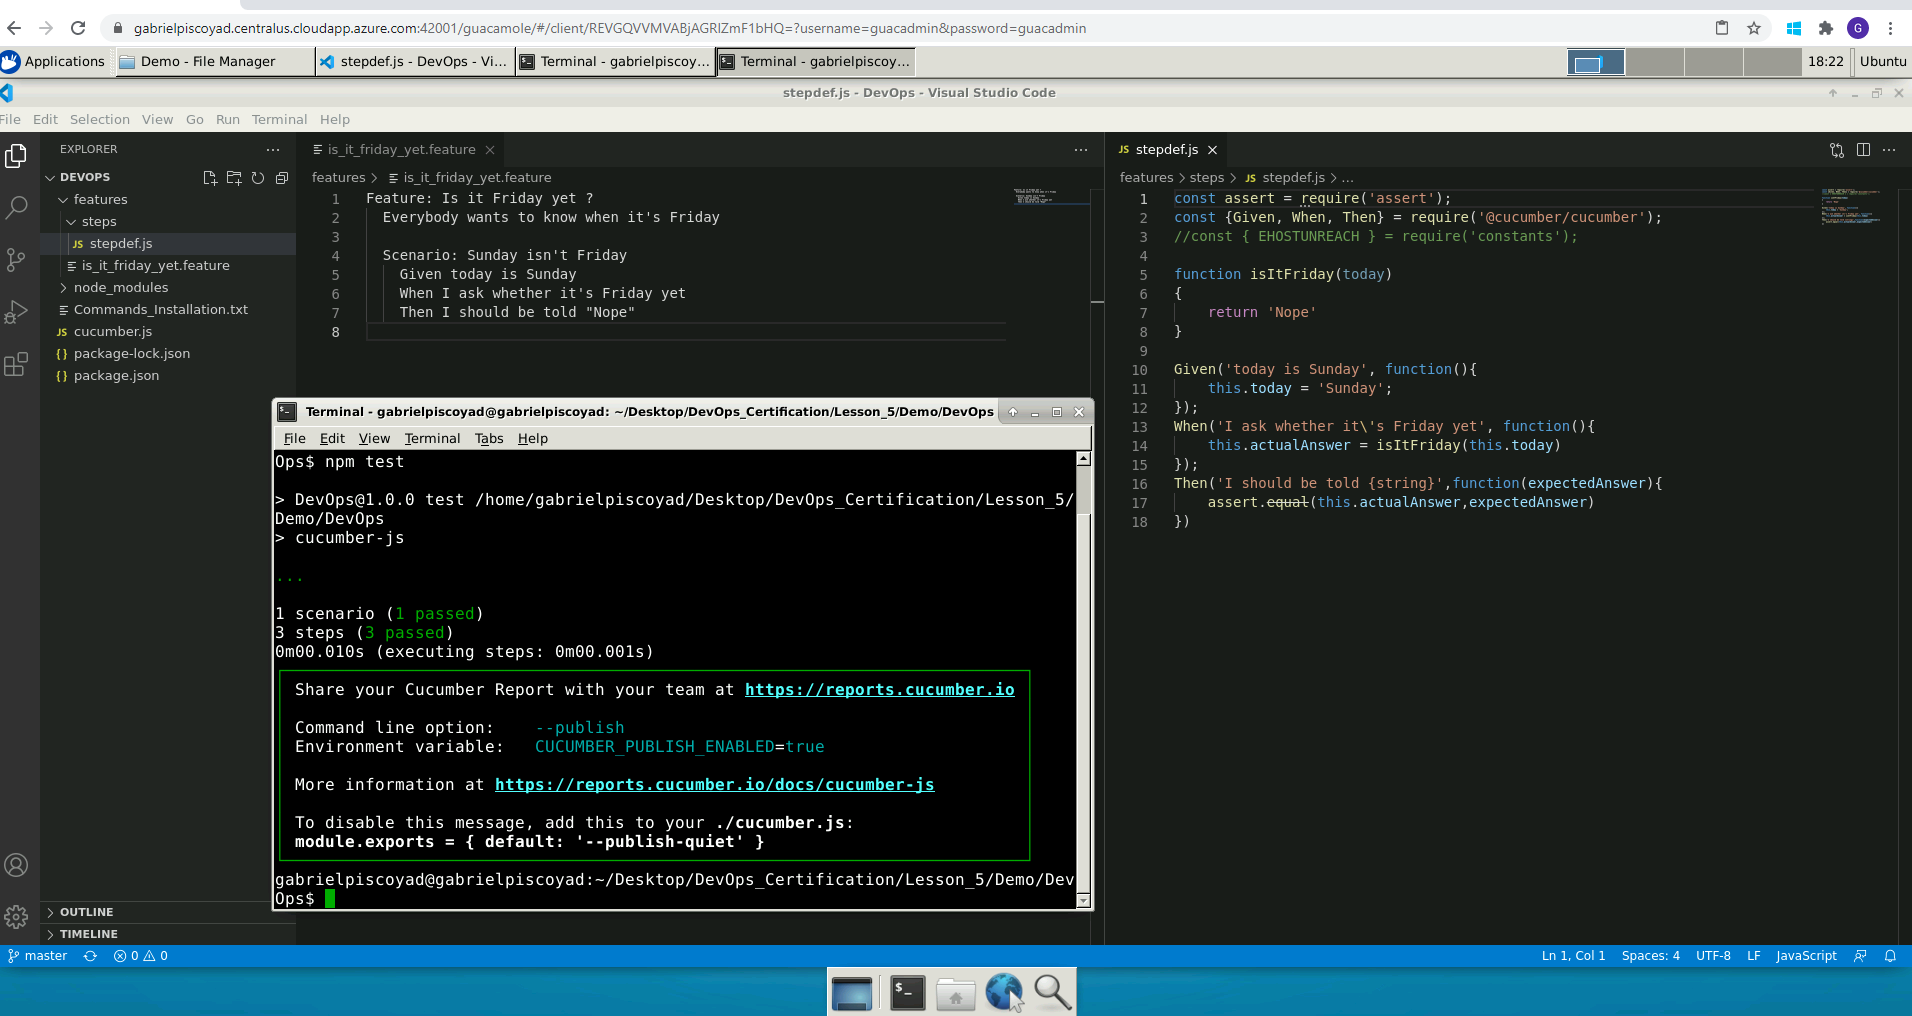 gabrielpiscoyad.centralus.cloudapp.azure.com:42001/guacamole/#/client/REVGQVVMVABjAGRlZmF1bHQ=?username=guacadmin&password=guacadmin
G
Applications
Demo - File Manager
stepdef.js - DevOps - Vi...
Terminal - gabrielpiscoy...
Terminal - gabrielpiscoy...
18:22
Ubuntu
stepdef.js - DevOps - Visual Studio Code
File Edit Selection View Go Run Terminal Help
EXPLORER
DEVOPS
features
steps
JS stepdef.js
is_it_friday_yet.feature
node_modules
Commands_Installation.txt
JS cucumber.js
{} package-lock.json
{} package.json
OUTLINE
TIMELINE
is_it_friday_yet.feature
features > is_it_friday_yet.feature
1 Feature: Is it Friday yet ?
2 Everybody wants to know when it's Friday
3
4 Scenario: Sunday isn't Friday
5 Given today is Sunday
6 When I ask whether it's Friday yet
7 Then I should be told "Nope"
8
JS stepdef.js
features > steps > JS stepdef.js > ...
1 const assert = require('assert');
2 const {Given, When, Then} = require('@cucumber/cucumber');
3 //const { EHOSTUNREACH } = require('constants');
4
5 function isItFriday(today)
6 {
7 return 'Nope'
8 }
9
10 Given('today is Sunday', function(){
11 this.today = 'Sunday';
12 });
13 When('I ask whether it\'s Friday yet', function(){
14 this.actualAnswer = isItFriday(this.today)
15 });
16 Then('I should be told {string}',function(expectedAnswer){
17 assert.equal(this.actualAnswer,expectedAnswer)
18 })
Terminal - gabrielpiscoyad@gabrielpiscoyad: ~/Desktop/DevOps_Certification/Lesson_5/Demo/DevOps
File Edit View Terminal Tabs Help
Ops$ npm test
> DevOps@1.0.0 test /home/gabrielpiscoyad/Desktop/DevOps_Certification/Lesson_5/
Demo/DevOps
> cucumber-js
...
1 scenario (1 passed)
3 steps (3 passed)
0m00.010s (executing steps: 0m00.001s)
Share your Cucumber Report with your team at https://reports.cucumber.io
Command line option: --publish
Environment variable: CUCUMBER_PUBLISH_ENABLED=true
More information at https://reports.cucumber.io/docs/cucumber-js
To disable this message, add this to your ./cucumber.js:
module.exports = { default: '--publish-quiet' }
gabrielpiscoyad@gabrielpiscoyad:~/Desktop/DevOps_Certification/Lesson_5/Demo/Dev
Ops$
master
0 0
Ln 1, Col 1 Spaces: 4 UTF-8 LF JavaScript